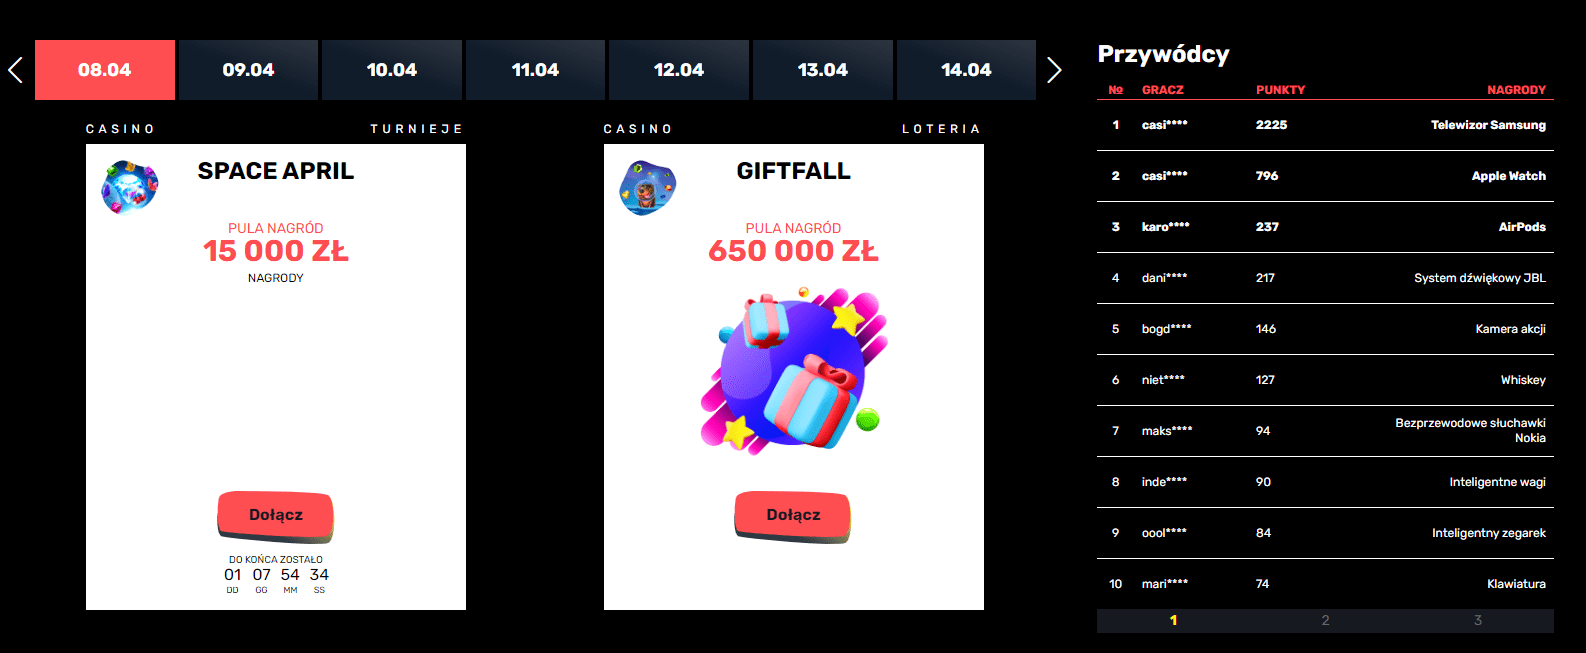 08.04 09.04 10.04 11.04 12.04 13.04 14.04
CASINO TURNIEJE
SPACE APRIL
PULA NAGRÓD
15 000 ZŁ
NAGRODY
Dołącz
DO KOŃCA ZOSTAŁO
01 07 54 34
DD GG MM SS
CASINO LOTERIA
GIFTFALL
PULA NAGRÓD
650 000 ZŁ
Dołącz
Przywódcy
№ GRACZ PUNKTY NAGRODY
1 casi**** 2225 Telewizor Samsung
2 casi**** 796 Apple Watch
3 karo**** 237 AirPods
4 dani**** 217 System dźwiękowy JBL
5 bogd**** 146 Kamera akcji
6 niet**** 127 Whiskey
7 maks**** 94 Bezprzewodowe słuchawki
Nokia
8 inde**** 90 Inteligentne wagi
9 oool**** 84 Inteligentny zegarek
10 mari**** 74 Klawiatura
1 2 3